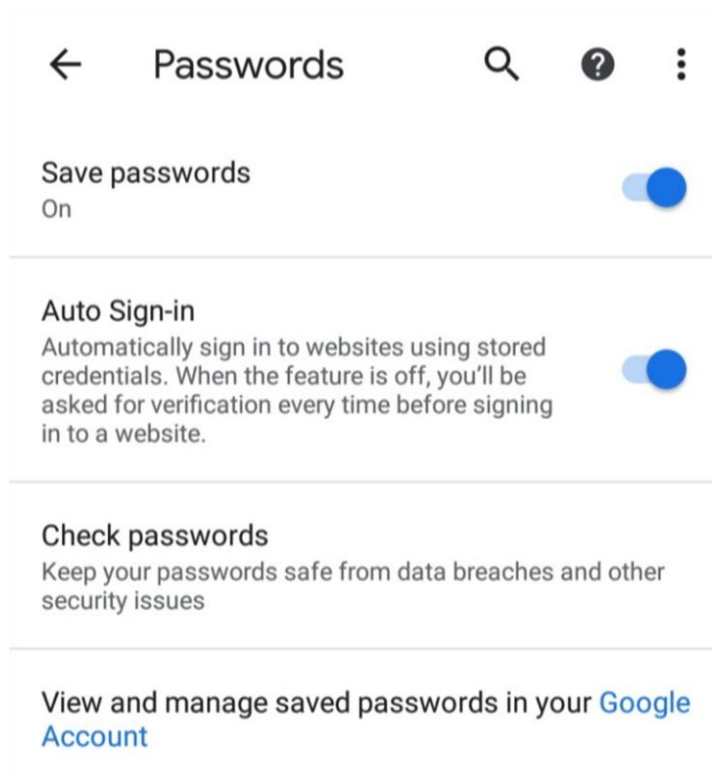 Passwords
Save passwords
On
Auto Sign-in
Automatically sign in to websites using stored
credentials. When the feature is off, you'll be
asked for verification every time before signing
in to a website.
Check passwords
Keep your passwords safe from data breaches and other
security issues
View and manage saved passwords in your Google
Account